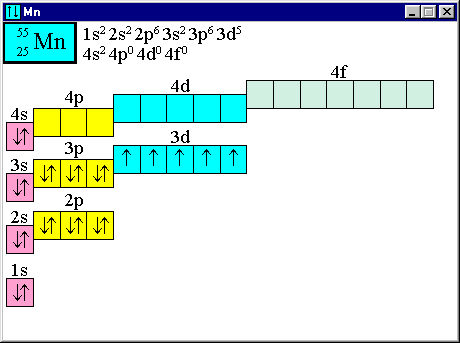 Mn
55
25 Mn
1s² 2s² 2p⁶ 3s² 3p⁶ 3d⁵
4s² 4p⁰ 4d⁰ 4f⁰
4f
4d
4p
4s
3d
3p
3s
2p
2s
1s